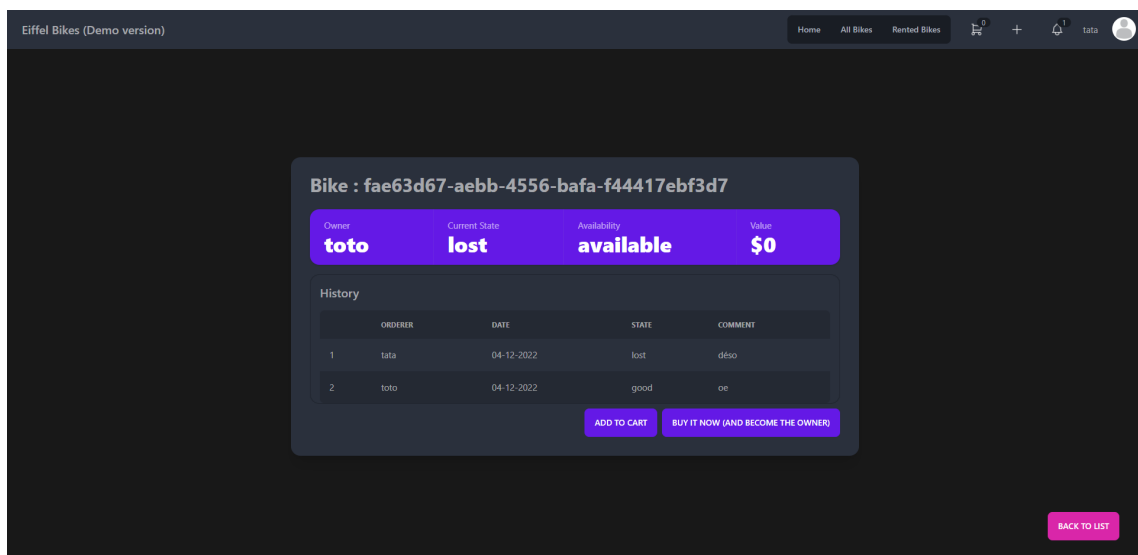 Eiffel Bikes (Demo version) Home All Bikes Rented Bikes 0 1 tata
Bike : fae63d67-aebb-4556-bafa-f44417ebf3d7
Owner Current State Availability Value
toto lost available $0
History
ORDERER DATE STATE COMMENT
1 tata 04-12-2022 lost déso
2 toto 04-12-2022 good oe
ADD TO CART BUY IT NOW (AND BECOME THE OWNER)
BACK TO LIST